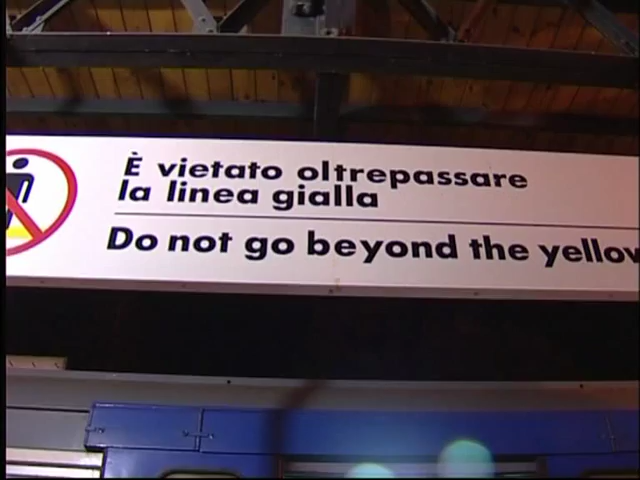 È vietato oltrepassare
la linea gialla
Do not go beyond the yellow